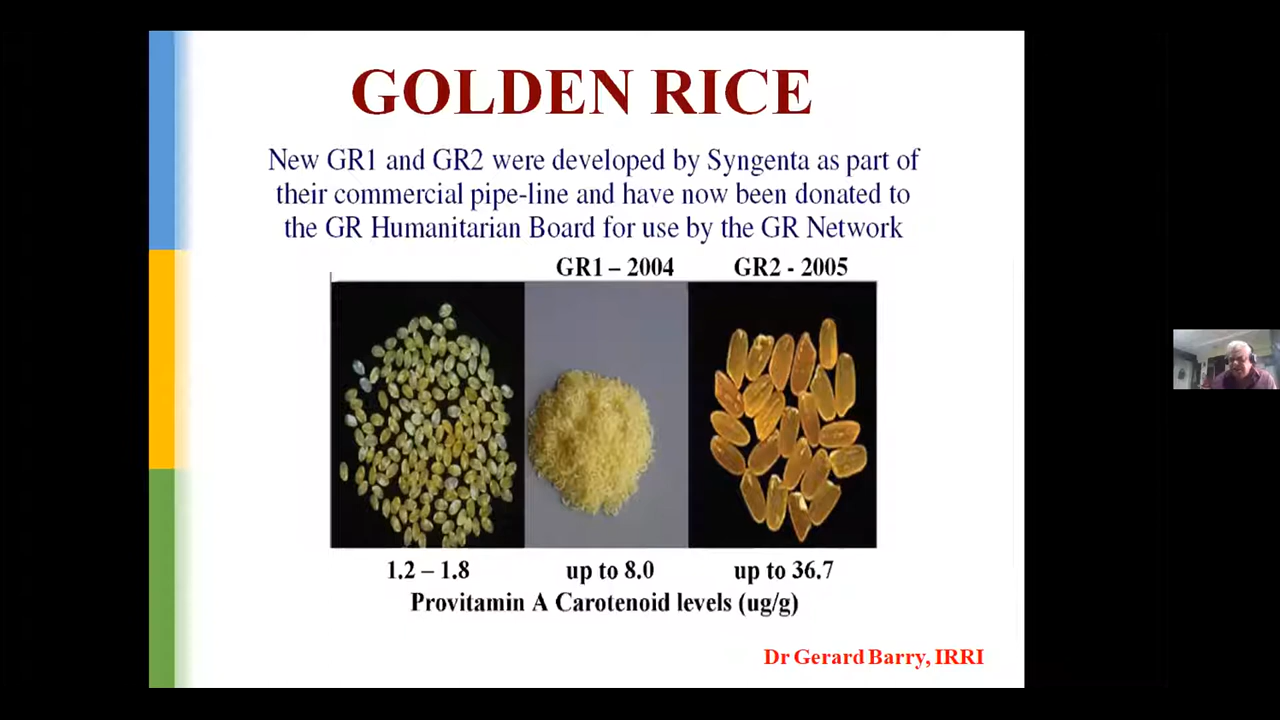 GOLDEN RICE
New GR1 and GR2 were developed by Syngenta as part of
their commercial pipe-line and have now been donated to
the GR Humanitarian Board for use by the GR Network
GR1 – 2004 GR2 - 2005
1.2 – 1.8 up to 8.0 up to 36.7
Provitamin A Carotenoid levels (ug/g)
Dr Gerard Barry, IRRI